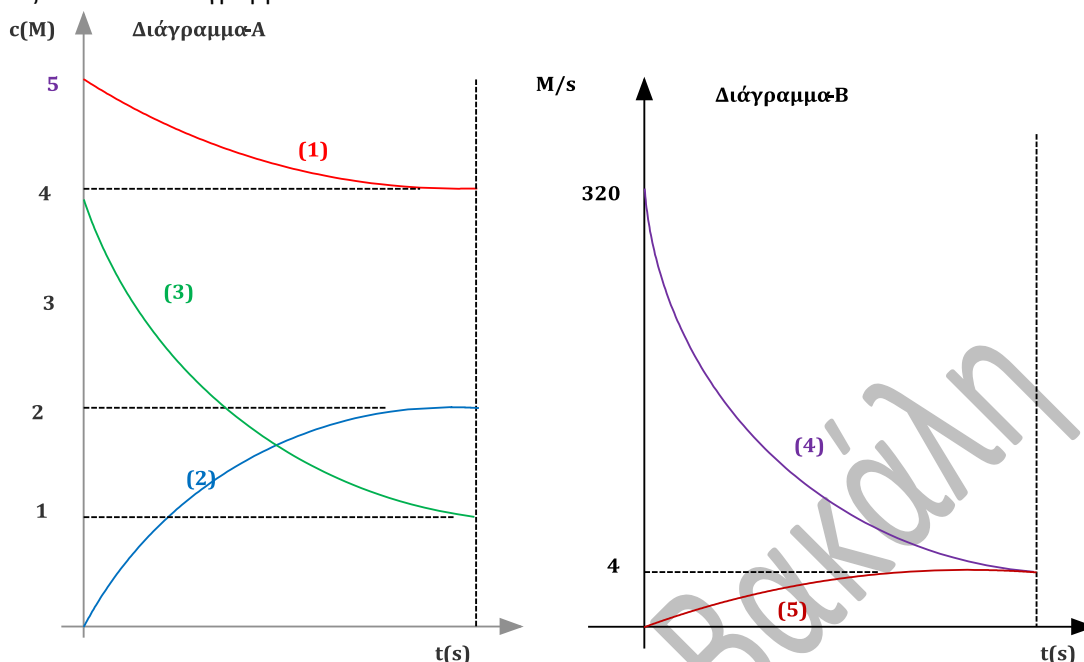 c(M)
Διάγραμμα-Α
5
4
3
2
1
(1)
(3)
(2)
t(s)
M/s
Διάγραμμα-Β
320
4
(4)
(5)
t(s)
Βακάλη